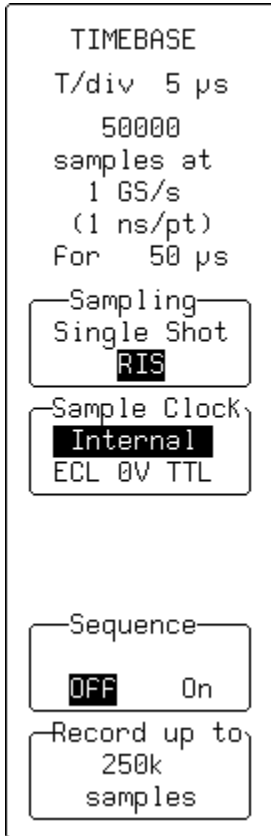 TIMEBASE
T/div 5 µs
50000
samples at
1 GS/s
(1 ns/pt)
For 50 µs
Sampling
Single Shot
RIS
Sample Clock
Internal
ECL 0V TTL
Sequence
OFF On
Record up to
250k
samples